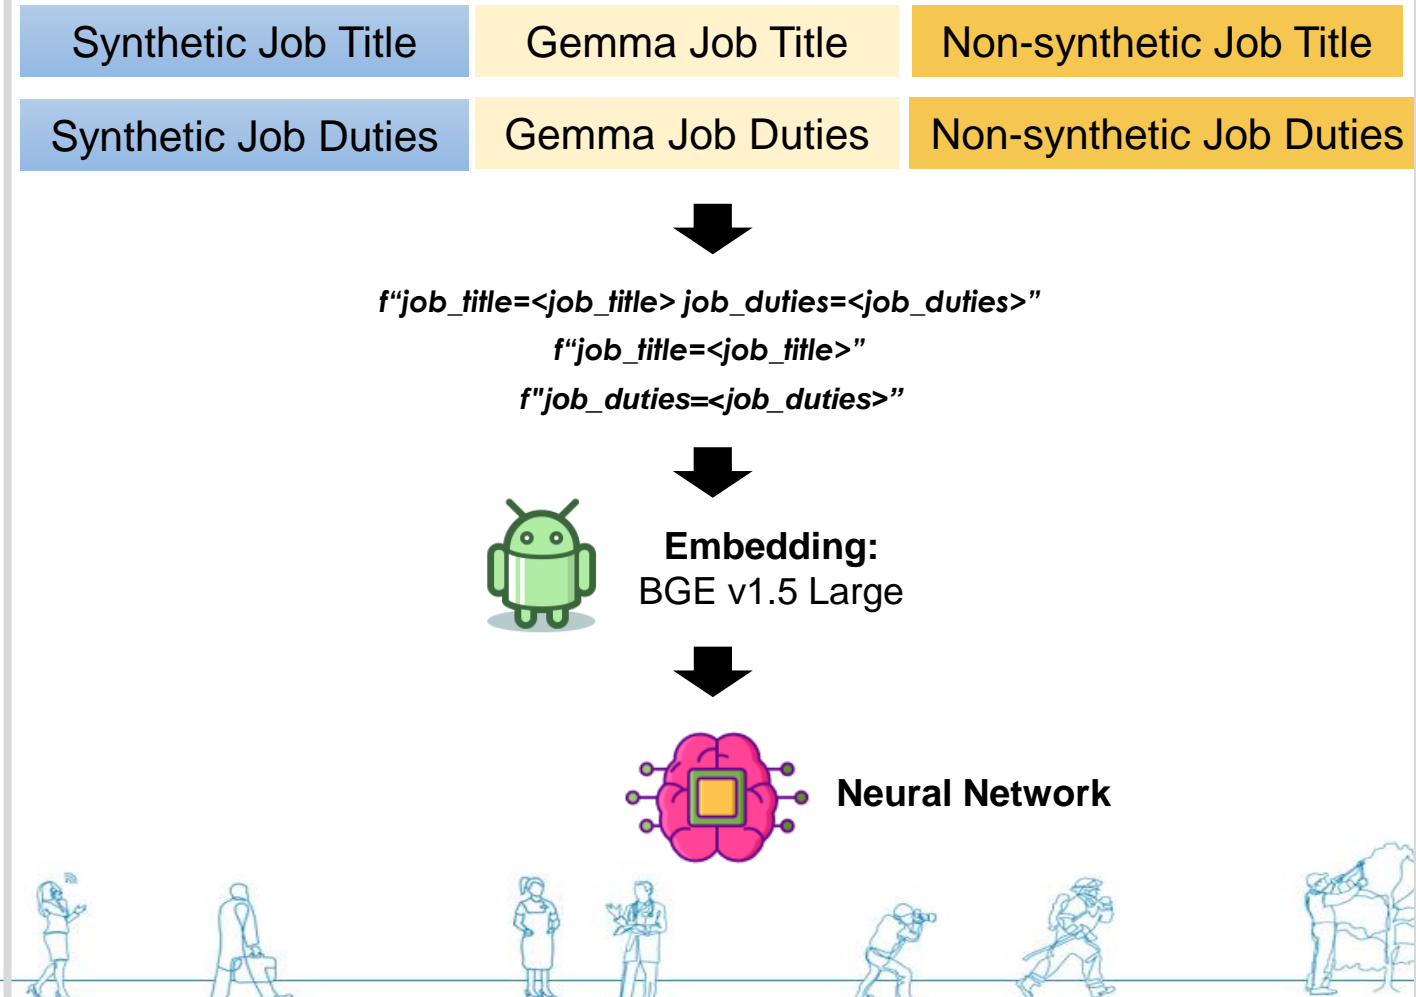 Synthetic Job Title
Gemma Job Title
Non-synthetic Job Title
Synthetic Job Duties
Gemma Job Duties
Non-synthetic Job Duties
f“job_title=<job_title> job_duties=<job_duties>”
f“job_title=<job_title>”
f"job_duties=<job_duties>”
Embedding:
BGE v1.5 Large
Neural Network